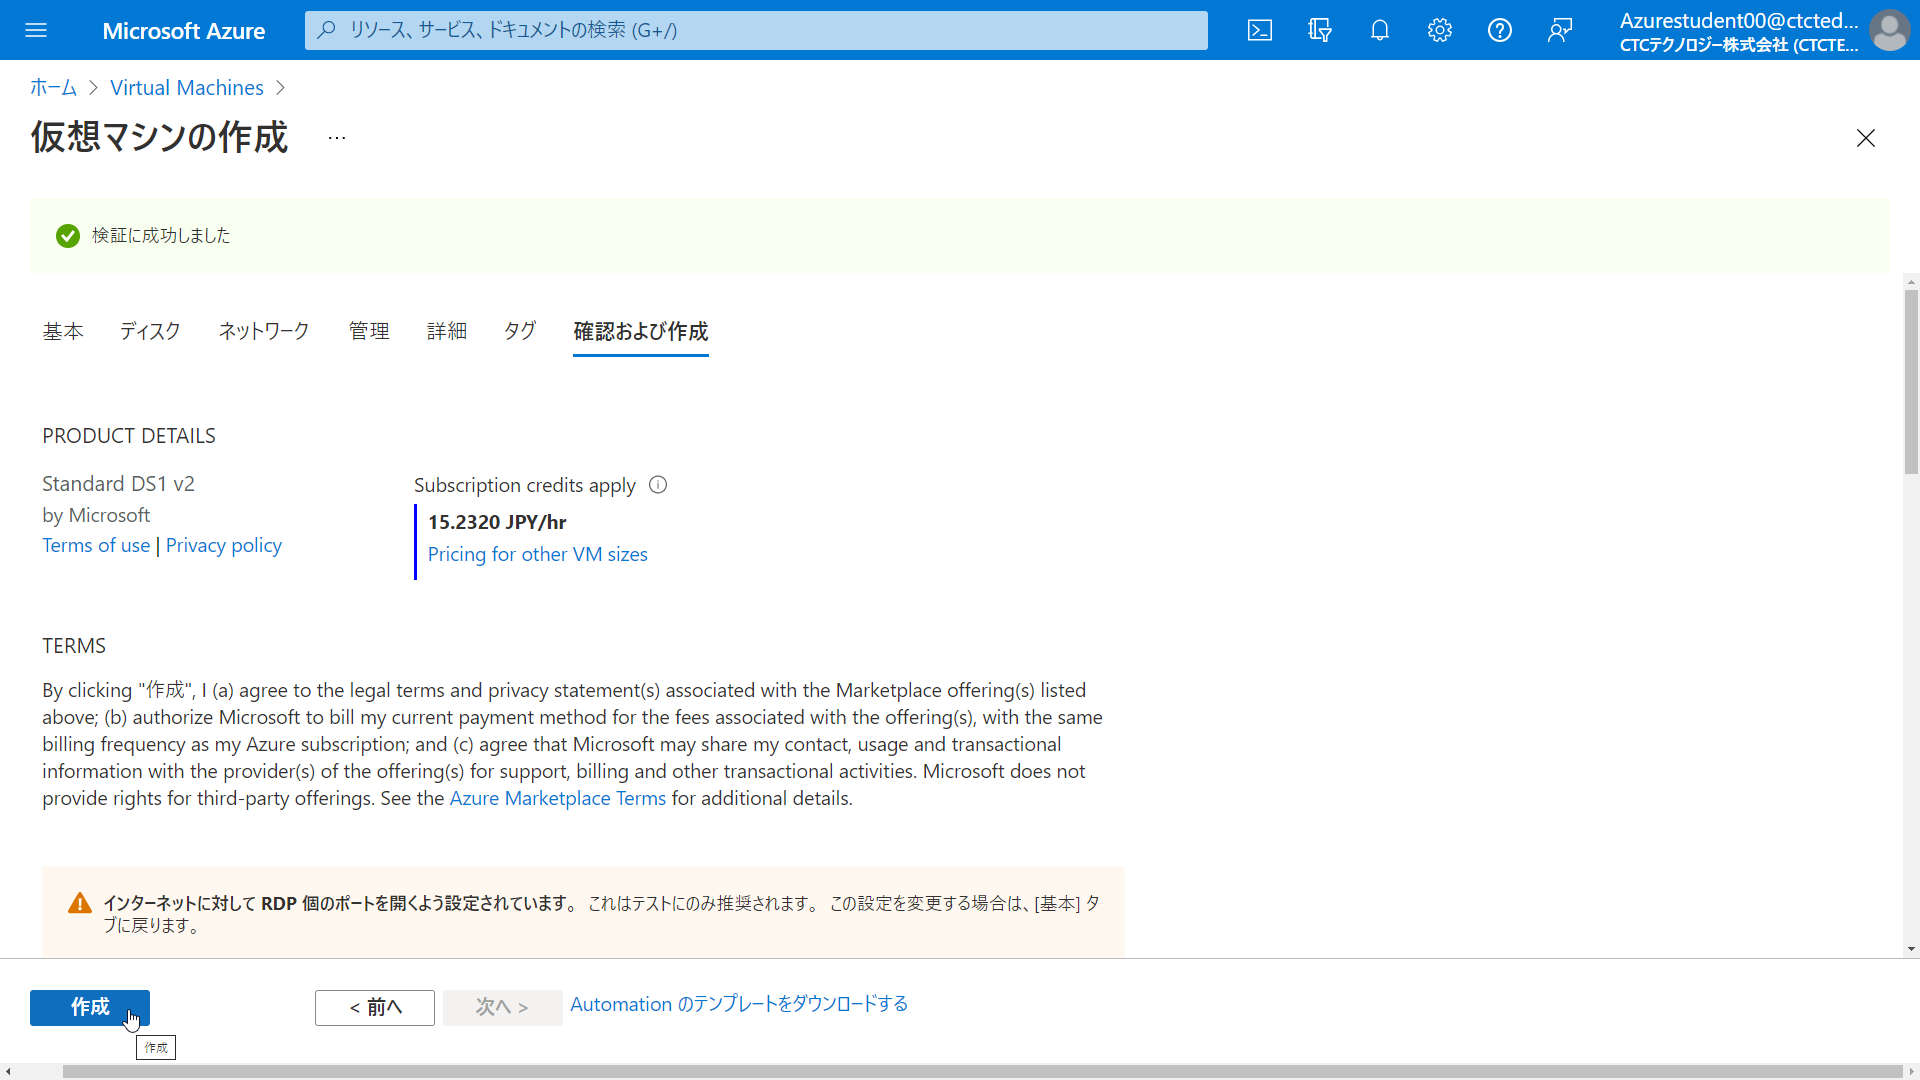 Microsoft Azure
リソース、サービス、ドキュメントの検索 (G+/)
Azurestudent00@ctcted...
CTCテクノロジー株式会社 (CTCTE...
ホーム > Virtual Machines >
仮想マシンの作成 ...
検証に成功しました
基本 ディスク ネットワーク 管理 詳細 タグ 確認および作成
PRODUCT DETAILS
Standard DS1 v2
by Microsoft
Terms of use | Privacy policy
Subscription credits apply
15.2320 JPY/hr
Pricing for other VM sizes
TERMS
By clicking "作成", I (a) agree to the legal terms and privacy statement(s) associated with the Marketplace offering(s) listed
above; (b) authorize Microsoft to bill my current payment method for the fees associated with the offering(s), with the same
billing frequency as my Azure subscription; and (c) agree that Microsoft may share my contact, usage and transactional
information with the provider(s) of the offering(s) for support, billing and other transactional activities. Microsoft does not
provide rights for third-party offerings. See the Azure Marketplace Terms for additional details.
インターネットに対して RDP 個のポートを開くよう設定されています。 これはテストにのみ推奨されます。 この設定を変更する場合は、[基本] タ
ブに戻ります。
作成
< 前へ
次へ >
Automation のテンプレートをダウンロードする
作成